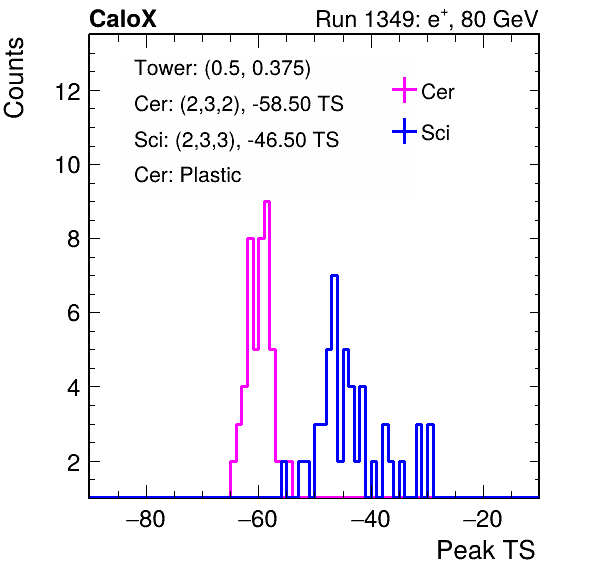 CaloX Run 1349: e⁺, 80 GeV
Counts
Tower: (0.5, 0.375)
Cer: (2,3,2), -58.50 TS
Sci: (2,3,3), -46.50 TS
Cer: Plastic
Cer
Sci
12
10
8
6
4
2
−80 −60 −40 −20
Peak TS